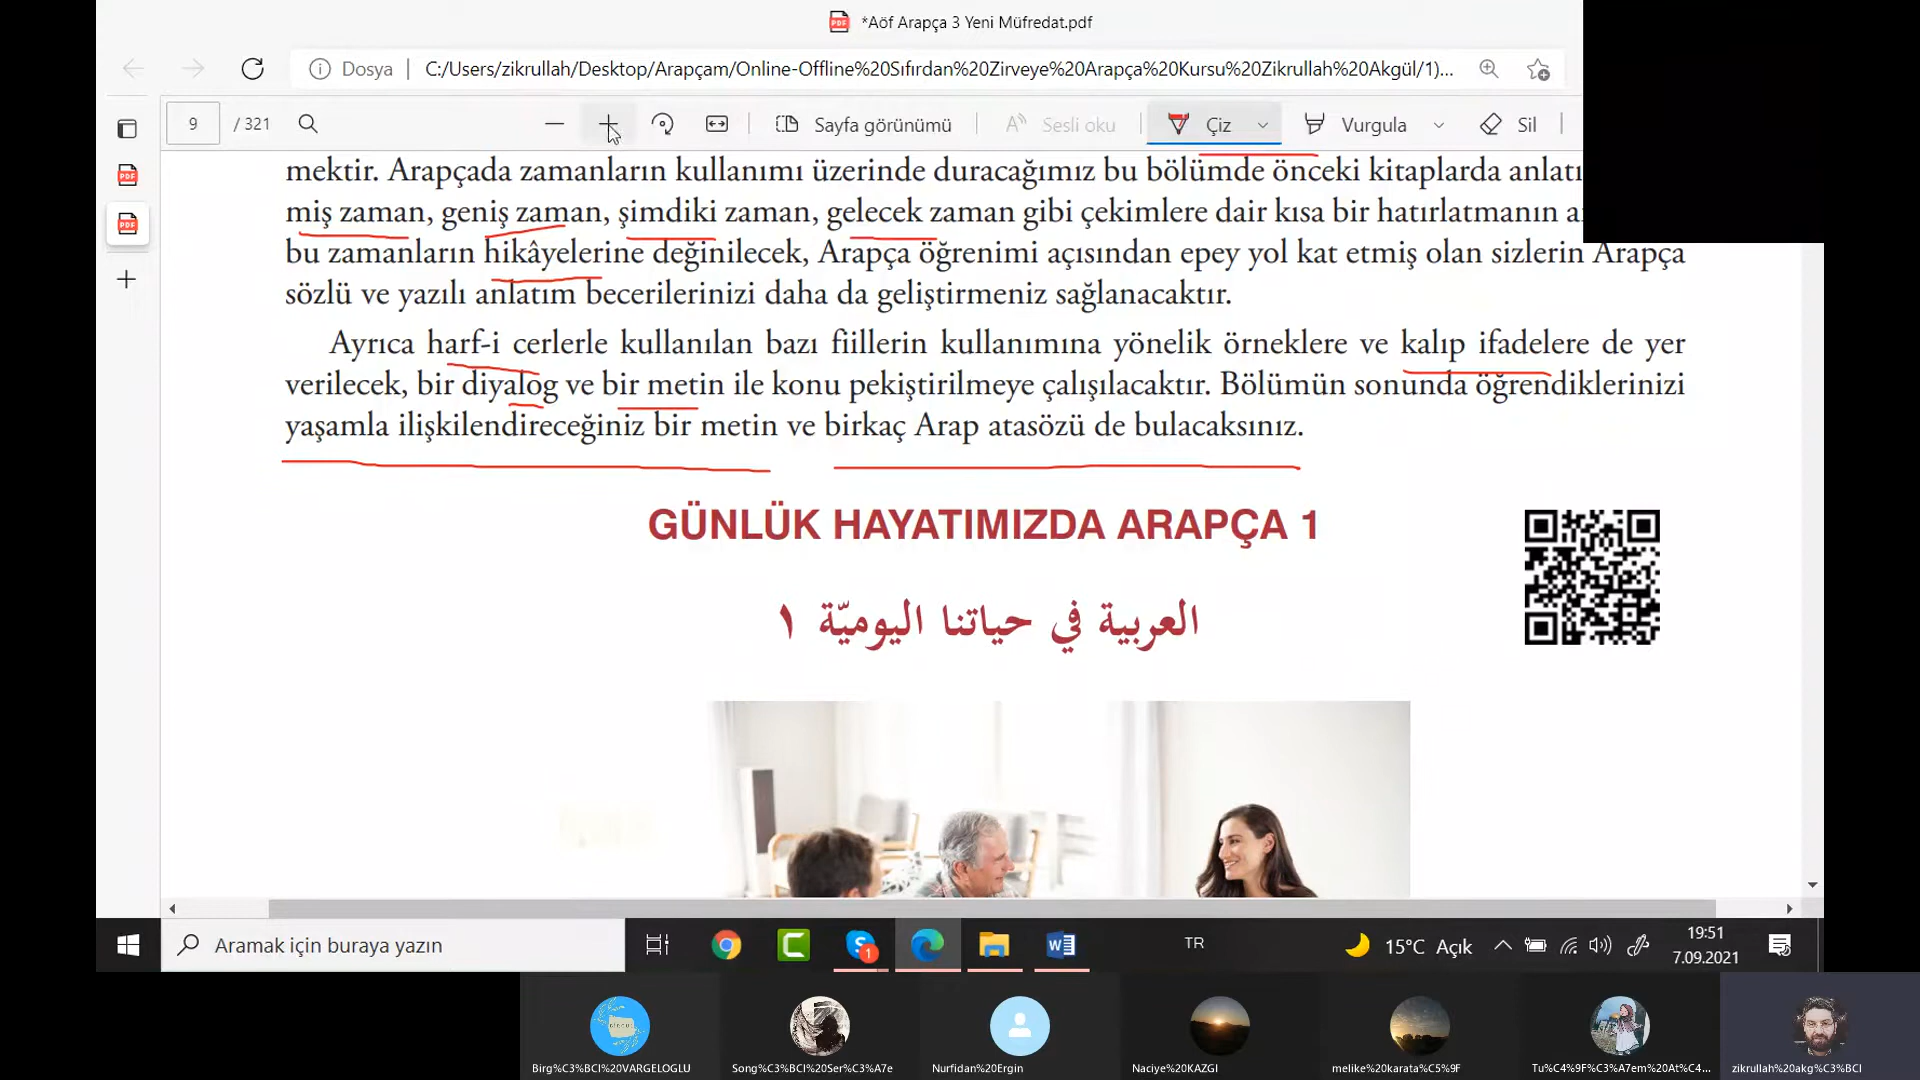 *Aöf Arapça 3 Yeni Müfredat.pdf
Dosya | C:/Users/zikrullah/Desktop/Arapçam/Online-Offline%20Sıfırdan%20Zirveye%20Arapça%20Kursu%20Zikrullah%20Akgül/1)...
9 / 321 Sayfa görünümü Sesli oku Çiz Vurgula Sil
mektir. Arapçada zamanların kullanımı üzerinde duracağımız bu bölümde önceki kitaplarda anlatı
miş zaman, geniş zaman, şimdiki zaman, gelecek zaman gibi çekimlere dair kısa bir hatırlatmanın a
bu zamanların hikâyelerine değinilecek, Arapça öğrenimi açısından epey yol kat etmiş olan sizlerin Arapça
sözlü ve yazılı anlatım becerilerinizi daha da geliştirmeniz sağlanacaktır.
Ayrıca harf-i cerlerle kullanılan bazı fiillerin kullanımına yönelik örneklere ve kalıp ifadelere de yer
verilecek, bir diyalog ve bir metin ile konu pekiştirilmeye çalışılacaktır. Bölümün sonunda öğrendiklerinizi
yaşamla ilişkilendireceğiniz bir metin ve birkaç Arap atasözü de bulacaksınız.
GÜNLÜK HAYATIMIZDA ARAPÇA 1
العربية في حياتنا اليوميّة ١
Aramak için buraya yazın
1
TR
15°C Açık
19:51
7.09.2021
Birg%C3%BCl%20VARGELOGLU
Song%C3%BCl%20Ser%C3%A7e
Nurfidan%20Ergin
Naciye%20KAZGI
melike%20karata%C5%9F
Tu%C4%9F%C3%A7em%20At%C4...
zikrullah%20akg%C3%BCl